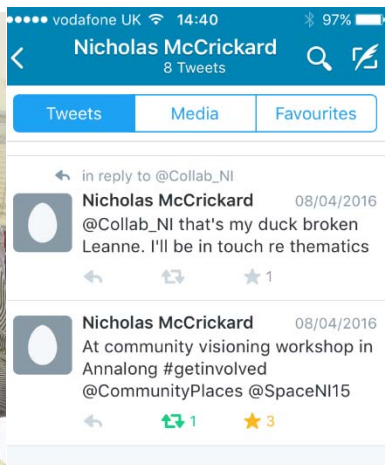 vodafone UK 14:40 97%
Nicholas McCrickard
8 Tweets
Tweets Media Favourites
in reply to @Collab_NI
Nicholas McCrickard 08/04/2016
@Collab_NI that's my duck broken
Leanne. I'll be in touch re thematics
1
Nicholas McCrickard 08/04/2016
At community visioning workshop in
Annalong #getinvolved
@CommunityPlaces @SpaceNI15
1 3